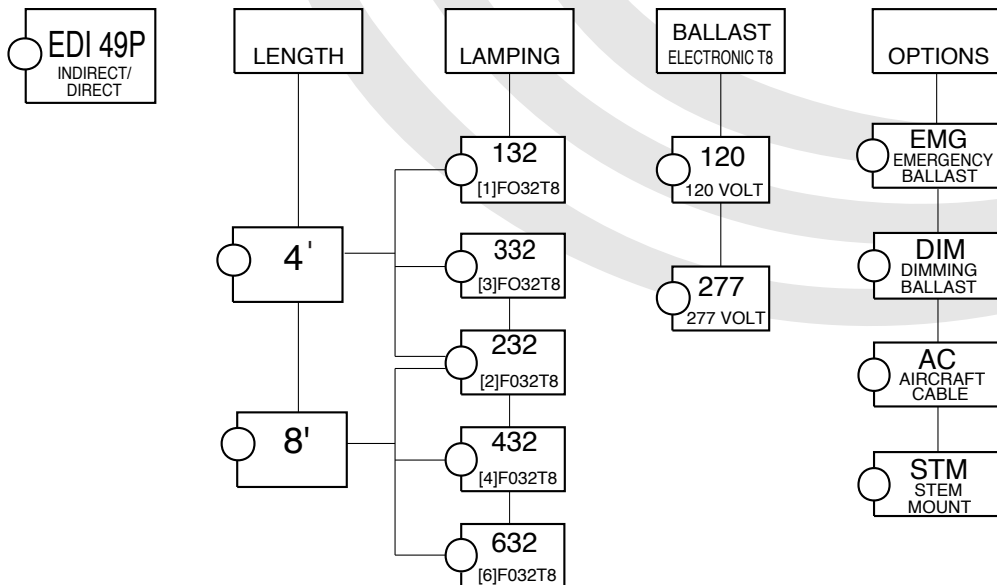 EDI 49P
INDIRECT/
DIRECT
LENGTH
4'
8'
LAMPING
132
[1]FO32T8
332
[3]FO32T8
232
[2]F032T8
432
[4]F032T8
632
[6]F032T8
BALLAST
ELECTRONIC T8
120
120 VOLT
277
277 VOLT
OPTIONS
EMG
EMERGENCY
BALLAST
DIM
DIMMING
BALLAST
AC
AIRCRAFT
CABLE
STM
STEM
MOUNT